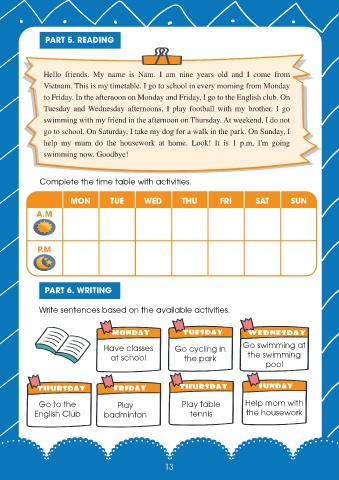 PART 5. READING
Hello friends. My name is Nam. I am nine years old and I come from
Vietnam. This is my timetable. I go to school in every morning from Monday
to Friday. In the afternoon on Monday and Friday, I go to the English club. On
Tuesday and Wednesday afternoons, I play football with my brother. I go
swimming with my friend in the afternoon on Thursday. At weekend, I do not
go to school. On Saturday, I take my dog for a walk in the park. On Sunday, I
help my mum do the housework at home. Look! It is 1 p.m, I'm going
swimming now. Goodbye!
Complete the time table with activities.
MON TUE WED THU FRI SAT SUN
A.M
P.M
PART 6. WRITING
Write sentences based on the available activities.
MONDAY
Have classes
at school
TUESDAY
Go cycling in
the park
WEDNESDAY
Go swimming at
the swimming
pool
THURSDAY
Go to the
English Club
FRIDAY
Play
badminton
THURSDAY
Play table
tennis
SUNDAY
Help mom with
the housework
13